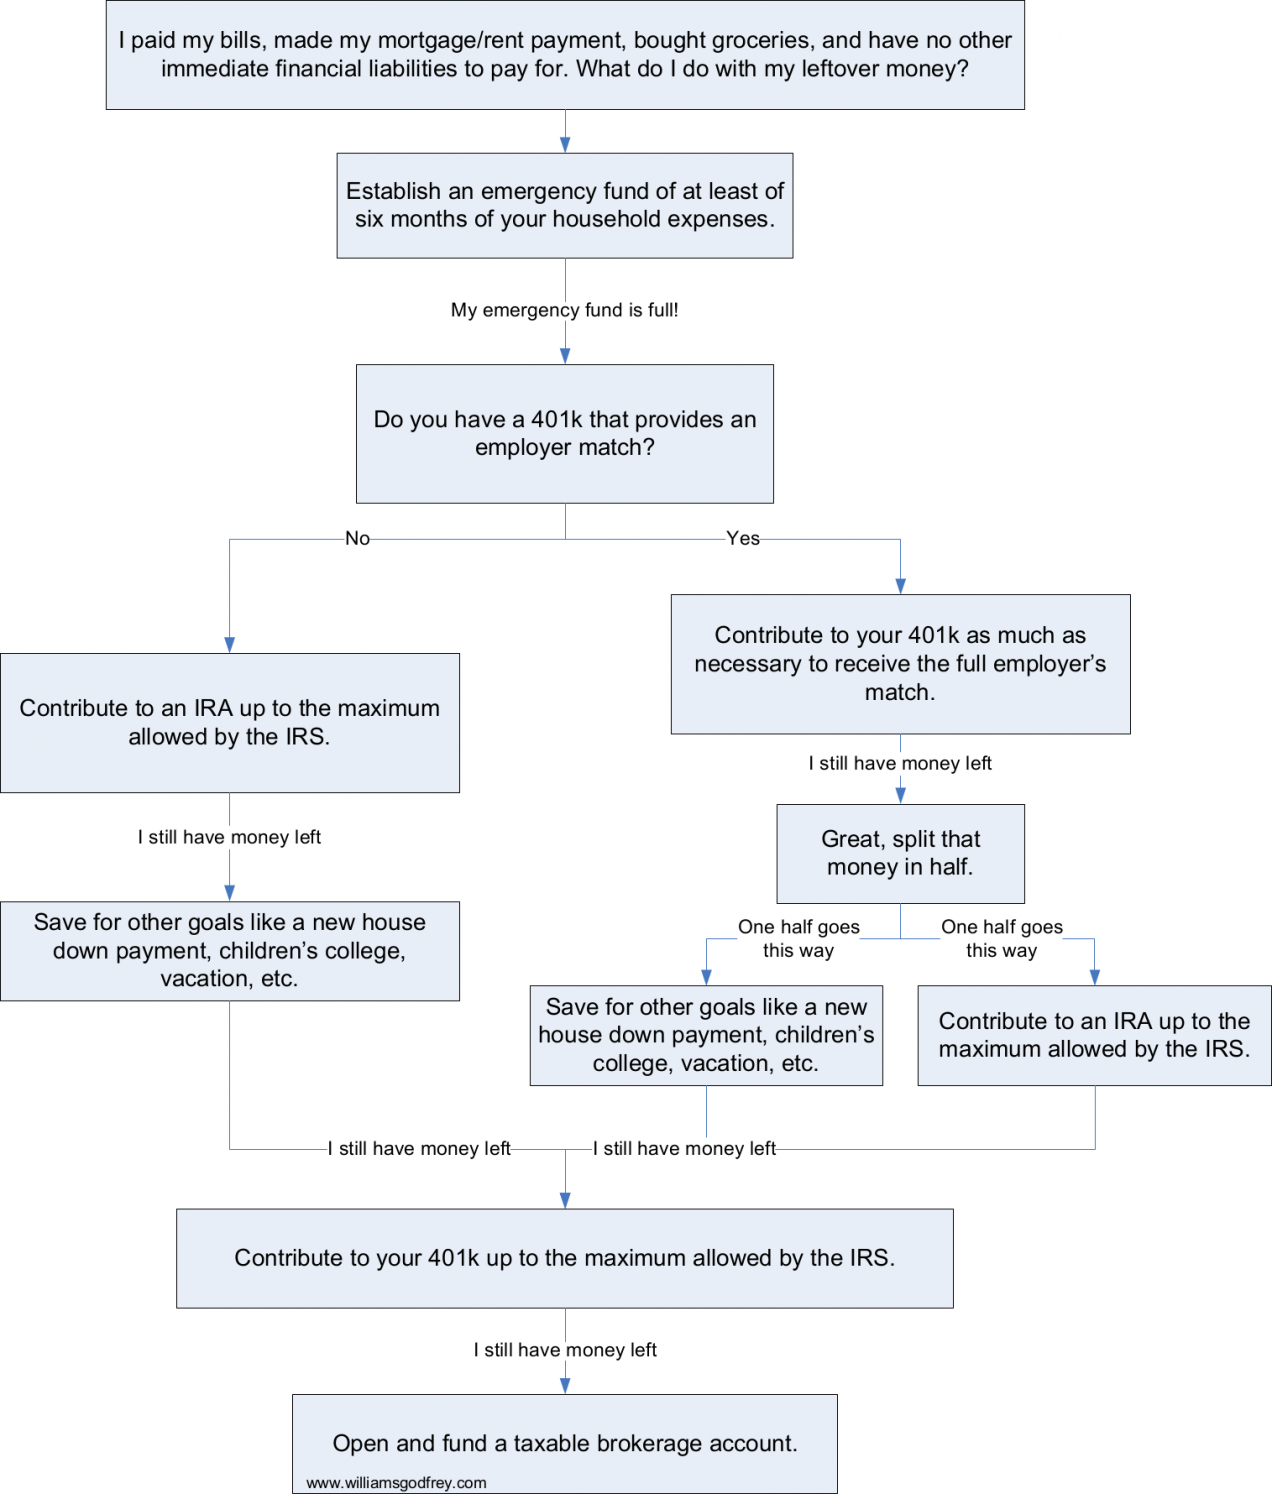 I paid my bills, made my mortgage/rent payment, bought groceries, and have no other
immediate financial liabilities to pay for. What do I do with my leftover money?
Establish an emergency fund of at least of
six months of your household expenses.
My emergency fund is full!
Do you have a 401k that provides an
employer match?
No
Yes
Contribute to an IRA up to the maximum
allowed by the IRS.
I still have money left
Save for other goals like a new house
down payment, children's college,
vacation, etc.
Contribute to your 401k as much as
necessary to receive the full employer's
match.
I still have money left
Great, split that
money in half.
One half goes
this way
One half goes
this way
Save for other goals like a new
house down payment, children's
college, vacation, etc.
Contribute to an IRA up to the
maximum allowed by the IRS.
I still have money left
I still have money left
Contribute to your 401k up to the maximum allowed by the IRS.
I still have money left
Open and fund a taxable brokerage account.
www.williamsgodfrey.com